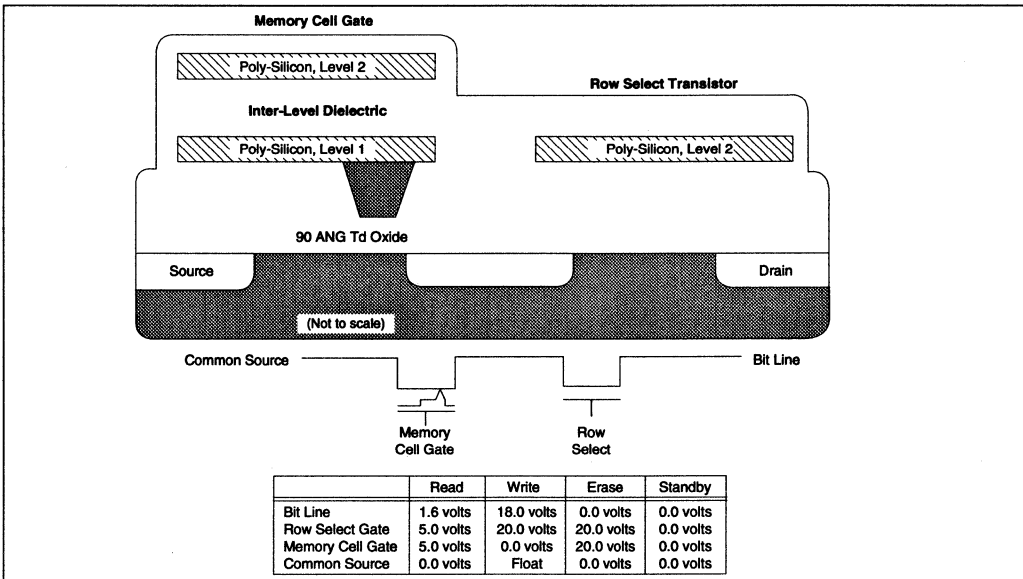 Memory Cell Gate
Poly-Silicon, Level 2
Row Select Transistor
Inter-Level Dielectric
Poly-Silicon, Level 1
Poly-Silicon, Level 2
90 ANG Td Oxide
Source
Drain
(Not to scale)
Common Source
Bit Line
Memory
Cell Gate
Row
Select
Read Write Erase Standby
Bit Line 1.6 volts 18.0 volts 0.0 volts 0.0 volts
Row Select Gate 5.0 volts 20.0 volts 20.0 volts 0.0 volts
Memory Cell Gate 5.0 volts 0.0 volts 20.0 volts 0.0 volts
Common Source 0.0 volts Float 0.0 volts 0.0 volts